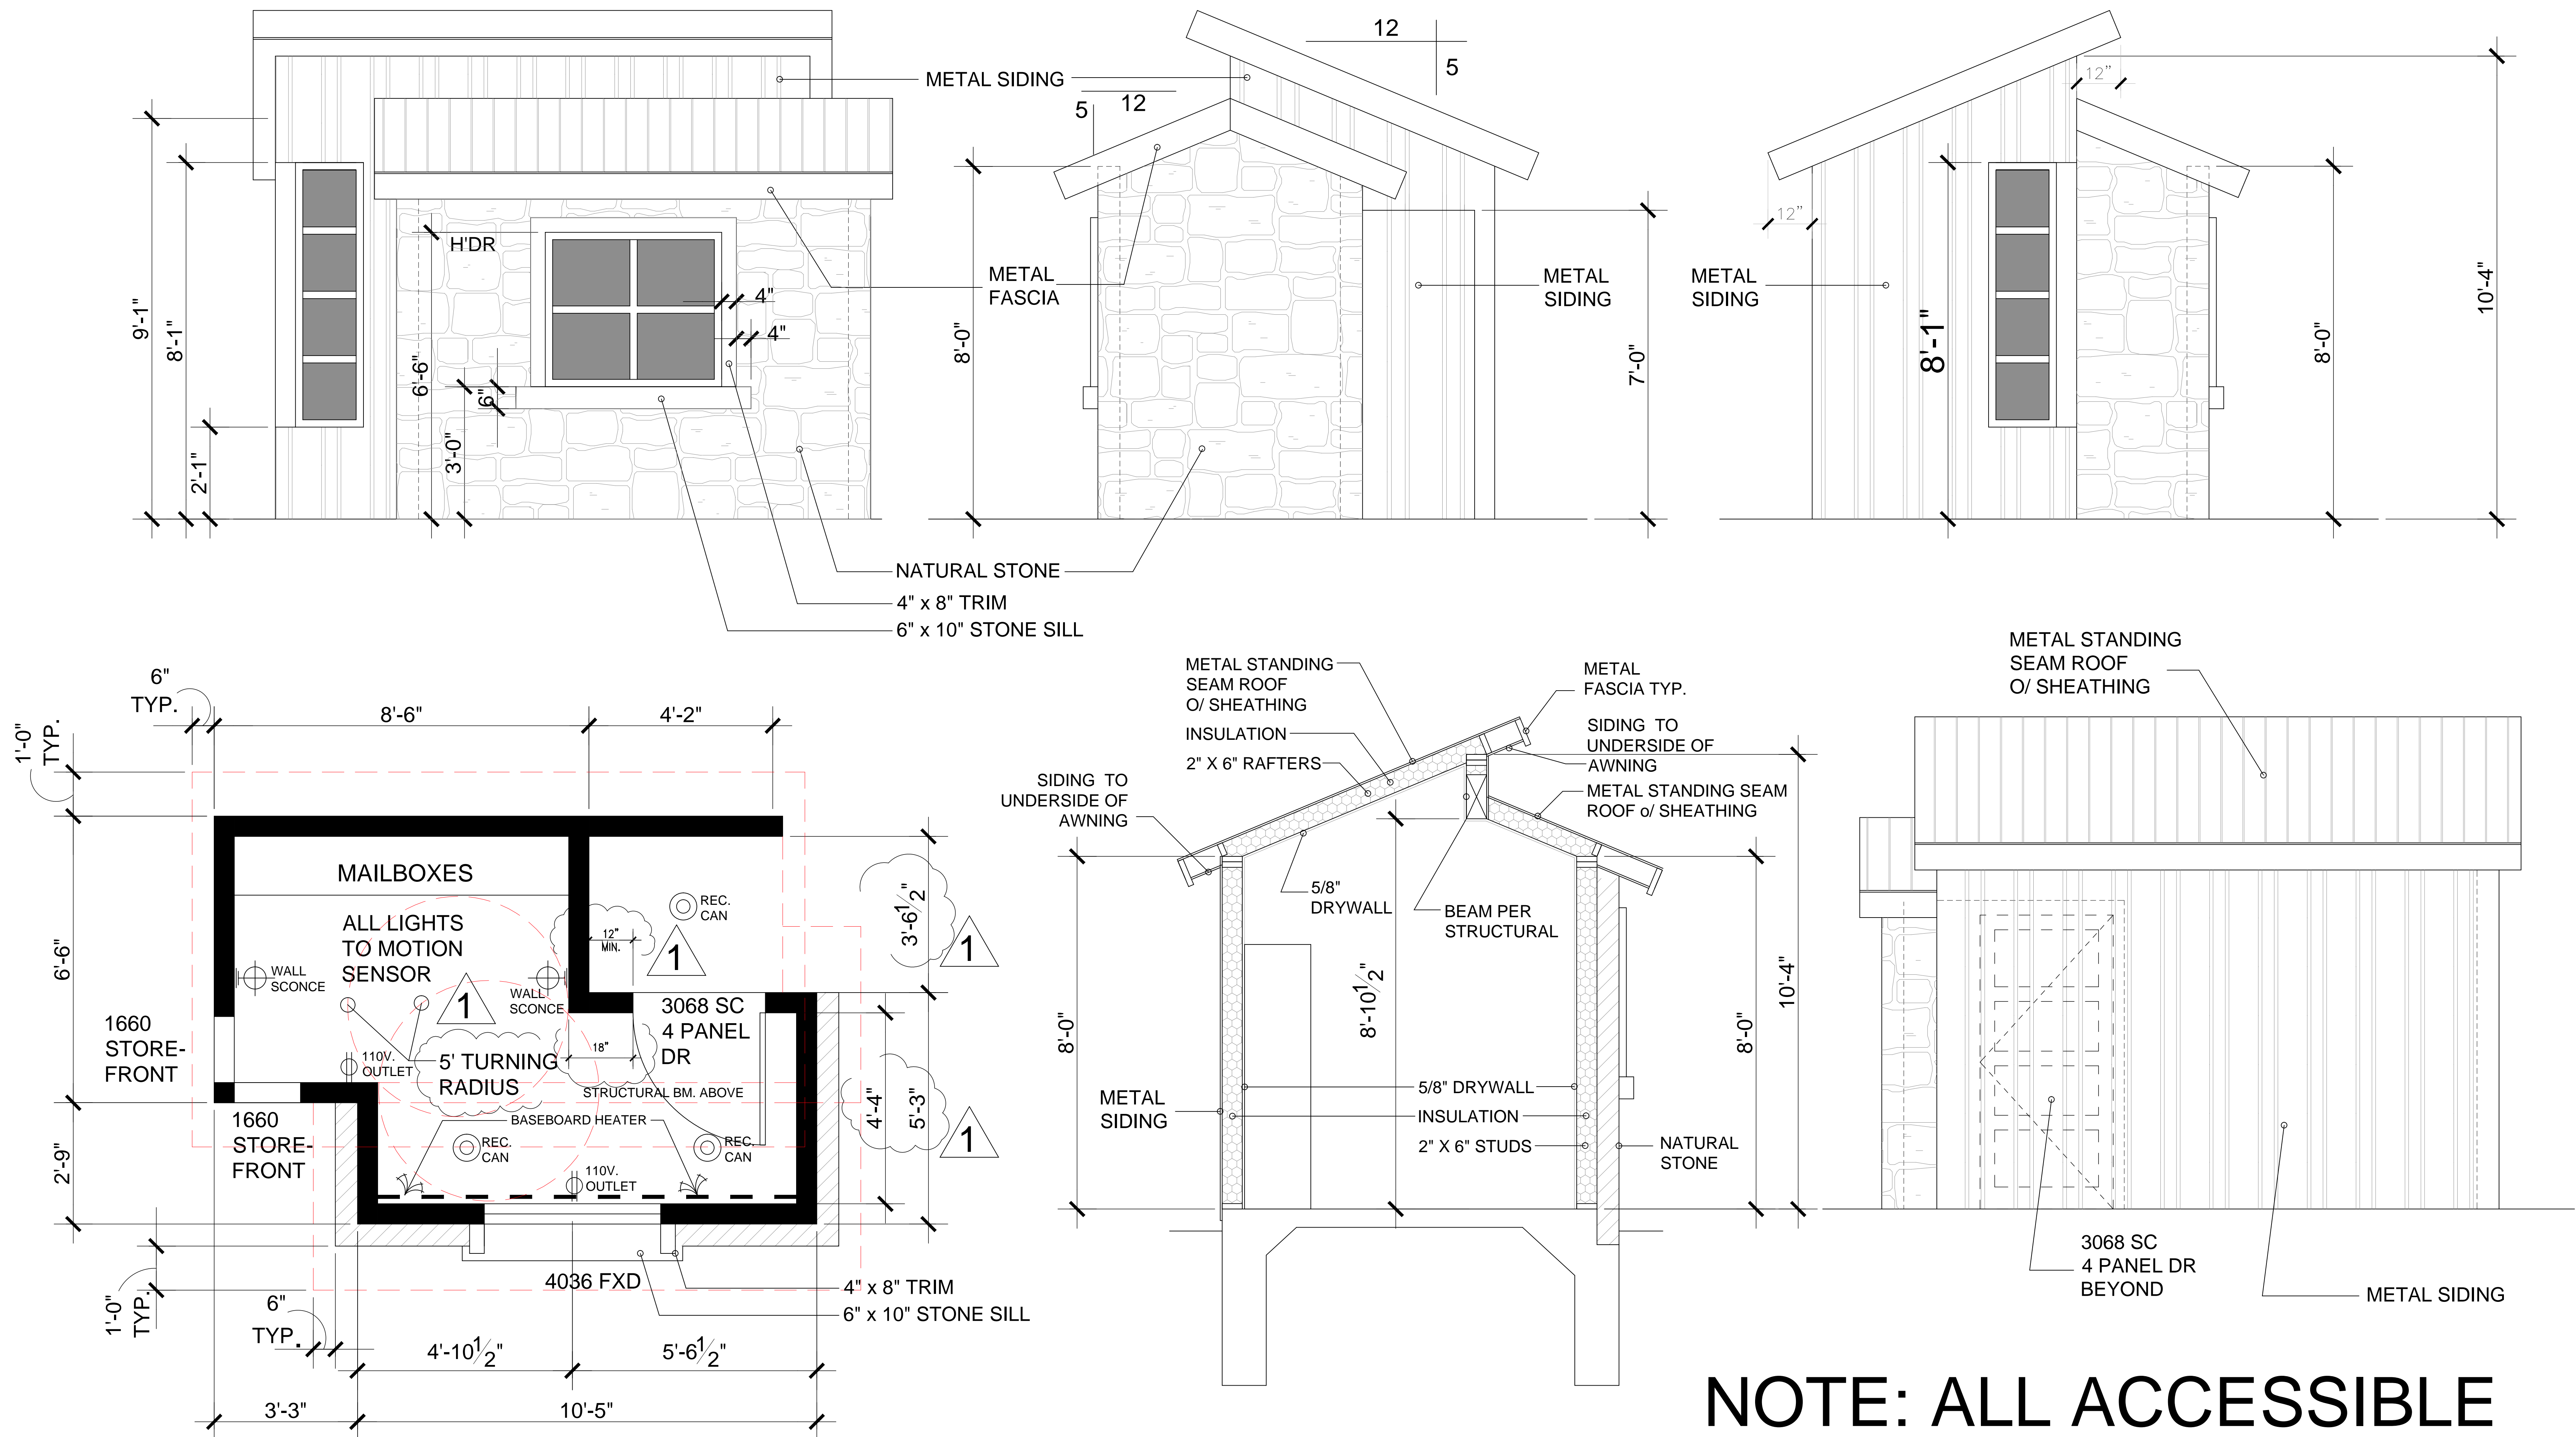 12
5
METAL SIDING
5
12
12"
12"
9'-1"
8'-1"
2'-1"
H'DR
6'-6"
3'-0"
6"
4"
4"
METAL
FASCIA
8'-0"
METAL
SIDING
7'-0"
METAL
SIDING
8'-1"
8'-0"
10'-4"
NATURAL STONE
4" x 8" TRIM
6" x 10" STONE SILL
6"
TYP.
1'-0"
TYP.
8'-6"
4'-2"
MAILBOXES
ALL LIGHTS
TO MOTION
SENSOR
WALL
SCONCE
WALL
SCONCE
1
12"
MIN.
REC.
CAN
1
3'-6 1/2"
1
6'-6"
1660
STORE-
FRONT
110V.
OUTLET
5' TURNING
RADIUS
18"
3068 SC
4 PANEL
DR
STRUCTURAL BM. ABOVE
BASEBOARD HEATER
4'-4"
5'-3"
1
1660
STORE-
FRONT
REC.
CAN
REC.
CAN
110V.
OUTLET
2'-9"
4036 FXD
4" x 8" TRIM
6" x 10" STONE SILL
1'-0"
TYP.
6"
TYP.
4'-10 1/2"
5'-6 1/2"
3'-3"
10'-5"
METAL STANDING
SEAM ROOF
O/ SHEATHING
INSULATION
2" X 6" RAFTERS
SIDING TO
UNDERSIDE OF
AWNING
METAL
FASCIA TYP.
SIDING TO
UNDERSIDE OF
AWNING
METAL STANDING SEAM
ROOF o/ SHEATHING
5/8"
DRYWALL
BEAM PER
STRUCTURAL
8'-0"
8'-10 1/2"
8'-0"
10'-4"
METAL
SIDING
5/8" DRYWALL
INSULATION
2" X 6" STUDS
NATURAL
STONE
METAL STANDING
SEAM ROOF
O/ SHEATHING
3068 SC
4 PANEL DR
BEYOND
METAL SIDING
NOTE: ALL ACCESSIBLE